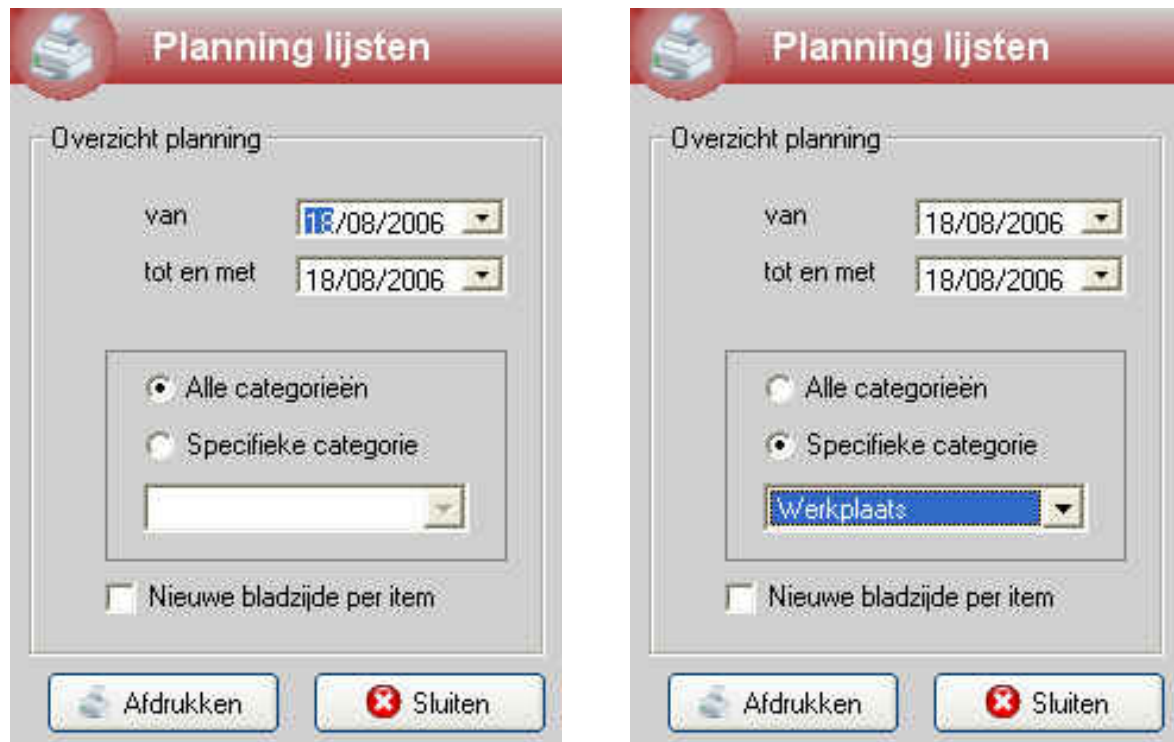 Planning lijsten
Overzicht planning
van 18/08/2006
tot en met 18/08/2006
Alle categorieën
Specifieke categorie
Nieuwe bladzijde per item
Afdrukken Sluiten
Planning lijsten
Overzicht planning
van 18/08/2006
tot en met 18/08/2006
Alle categorieën
Specifieke categorie
Werkplaats
Nieuwe bladzijde per item
Afdrukken Sluiten